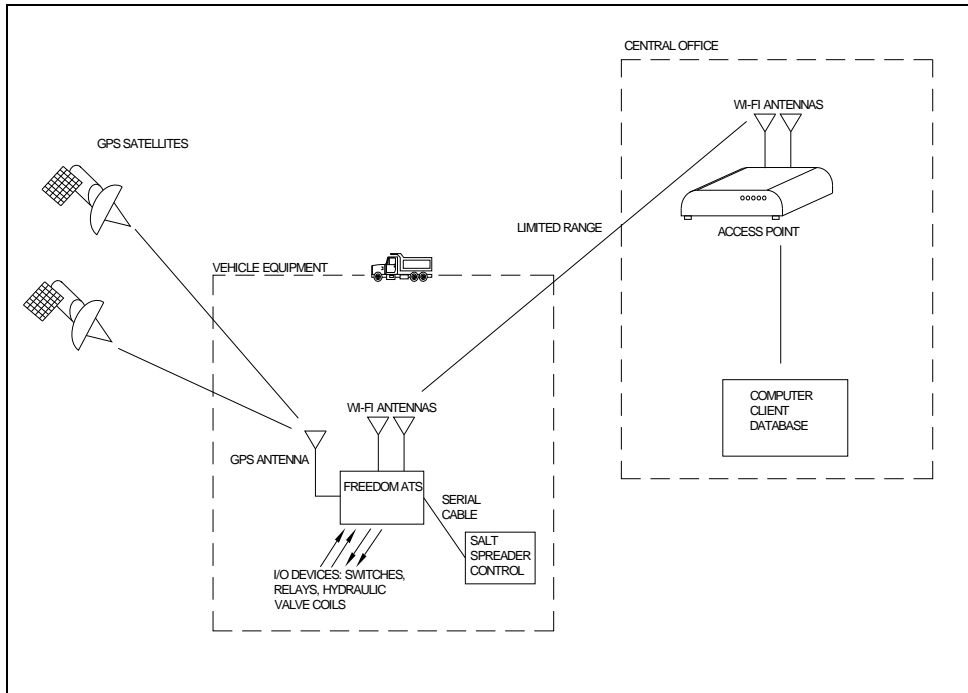 CENTRAL OFFICE
WI-FI ANTENNAS
GPS SATELLITES
LIMITED RANGE
ACCESS POINT
VEHICLE EQUIPMENT
COMPUTER
CLIENT
DATABASE
WI-FI ANTENNAS
GPS ANTENNA
FREEDOM ATS
SERIAL
CABLE
SALT
SPREADER
CONTROL
I/O DEVICES: SWITCHES,
RELAYS, HYDRAULIC
VALVE COILS